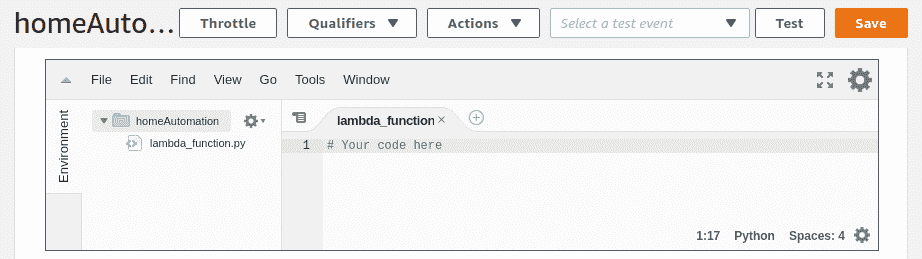 homeAuto... Throttle Qualifiers Actions Select a test event Test Save
File Edit Find View Go Tools Window
Environment
homeAutomation
lambda_function.py
lambda_function ×
1 # Your code here
1:17 Python Spaces: 4